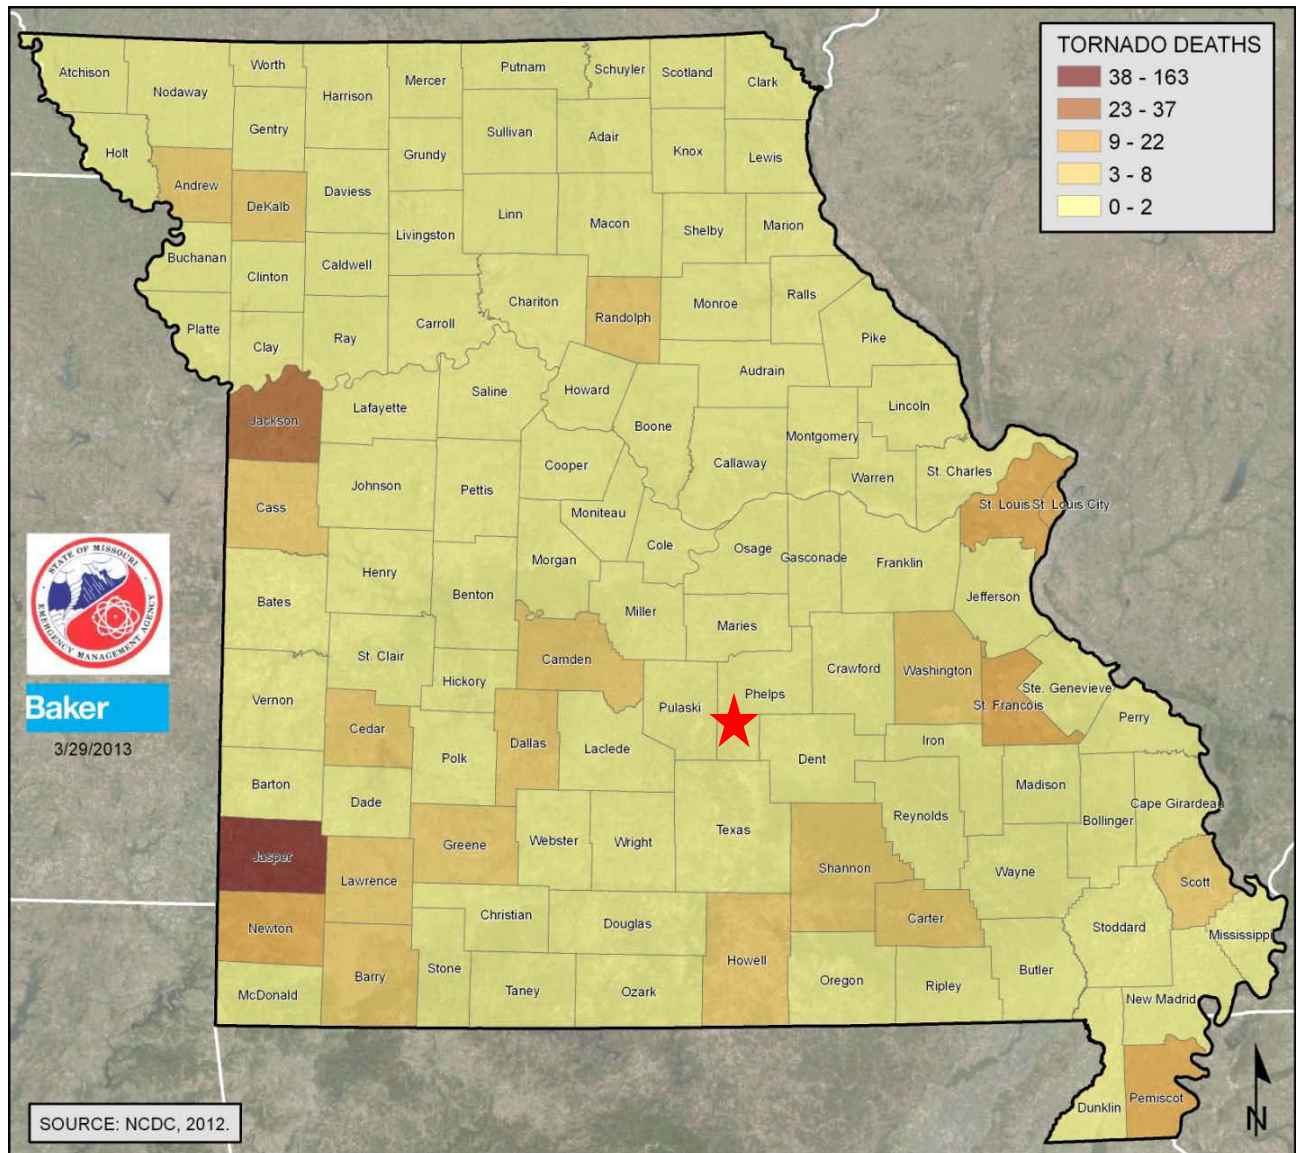 TORNADO DEATHS
38 - 163
23 - 37
9 - 22
3 - 8
0 - 2
Atchison
Nodaway
Worth
Harrison
Mercer
Putnam
Schuyler
Scotland
Clark
Gentry
Sullivan
Adair
Knox
Lewis
Holt
Andrew
DeKalb
Daviess
Grundy
Linn
Macon
Shelby
Marion
Livingston
Buchanan
Clinton
Caldwell
Chariton
Randolph
Monroe
Ralls
Platte
Clay
Ray
Carroll
Pike
Audrain
Jackson
Lafayette
Saline
Howard
Boone
Lincoln
Montgomery
Callaway
Cooper
Warren
St. Charles
Johnson
Pettis
Cass
Moniteau
St. Louis
St. Louis City
Cole
Osage
Gasconade
Franklin
Morgan
Henry
Benton
Bates
Miller
Jefferson
Maries
STATE OF MISSOURI
EMERGENCY MANAGEMENT AGENCY
St. Clair
Camden
Crawford
Washington
Hickory
Ste. Genevieve
Vernon
Phelps
Pulaski
St. Francois
Perry
Baker
3/29/2013
Cedar
Dallas
Laclede
Iron
Polk
Dent
Barton
Madison
Dade
Cape Girardeau
Reynolds
Bollinger
Texas
Webster
Wright
Greene
Jasper
Shannon
Wayne
Lawrence
Scott
Christian
Douglas
Carter
Newton
Stoddard
Mississippi
Howell
Barry
Stone
Butler
Oregon
Ripley
McDonald
Taney
Ozark
New Madrid
Pemiscot
Dunklin
N
SOURCE: NCDC, 2012.